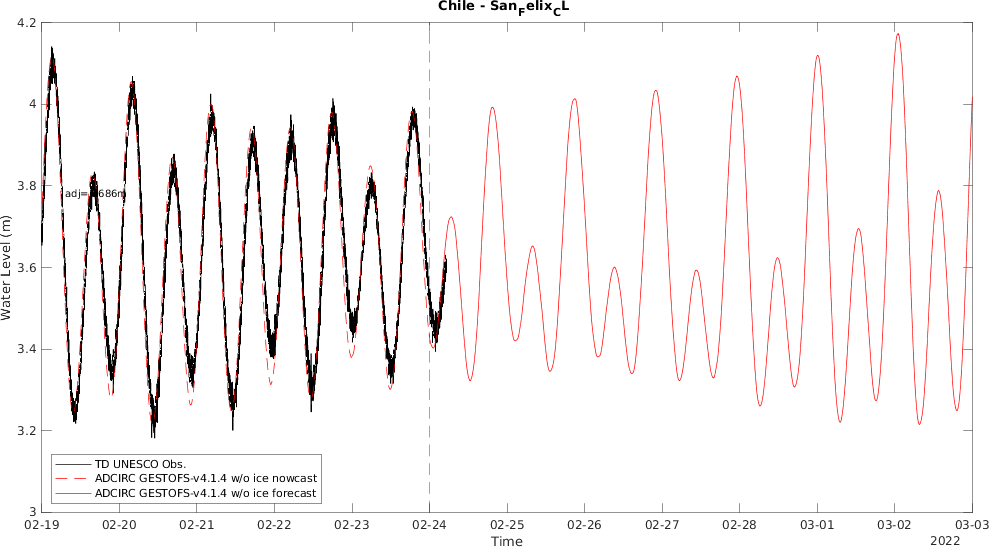 Chile - San_Felix_CL
4.2
4
3.8
3.6
3.4
3.2
3
Water Level (m)
adj= 686m
TD UNESCO Obs.
ADCIRC GESTOFS-v4.1.4 w/o ice nowcast
ADCIRC GESTOFS-v4.1.4 w/o ice forecast
02-19 02-20 02-21 02-22 02-23 02-24 02-25 02-26 02-27 02-28 03-01 03-02 03-03
Time
2022